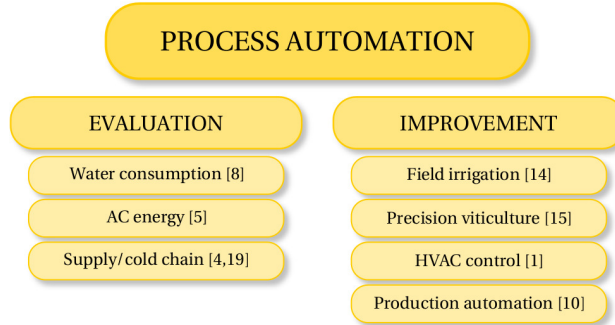 PROCESS AUTOMATION
EVALUATION
Water consumption [8]
AC energy [5]
Supply/cold chain [4,19]
IMPROVEMENT
Field irrigation [14]
Precision viticulture [15]
HVAC control [1]
Production automation [10]